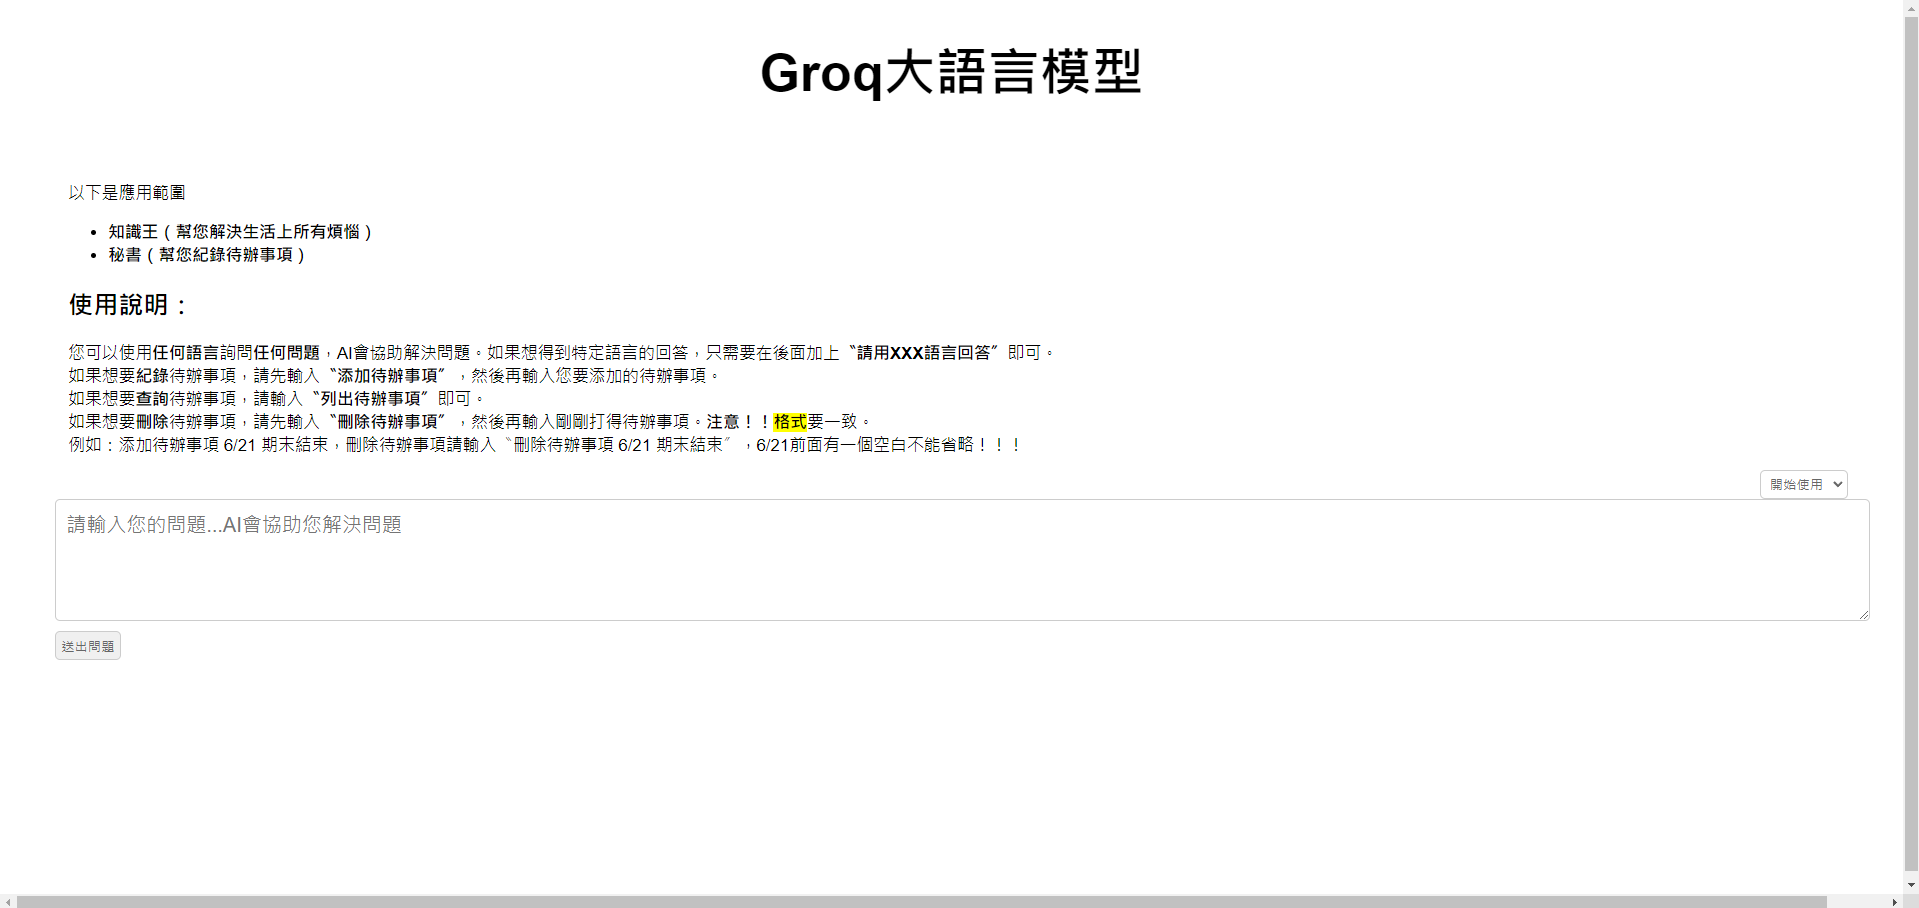 Groq大語言模型
以下是應用範圍
• 知識王 ( 幫您解決生活上所有煩惱 )
• 秘書 ( 幫您紀錄待辦事項 )
使用說明：
您可以使用任何語言詢問任何問題，AI會協助解決問題。如果想得到特定語言的回答，只需要在後面加上〝請用XXX語言回答〞即可。
如果想要紀錄待辦事項，請先輸入〝添加待辦事項〞，然後再輸入您要添加的待辦事項。
如果想要查詢待辦事項，請輸入〝列出待辦事項〞即可。
如果想要刪除待辦事項，請先輸入〝刪除待辦事項〞，然後再輸入剛剛打得待辦事項。注意！！格式要一致。
例如：添加待辦事項 6/21 期末結束，刪除待辦事項請輸入〝刪除待辦事項 6/21 期末結束〞，6/21前面有一個空白不能省略！！！
開始使用
請輸入您的問題...AI會協助您解決問題
送出問題